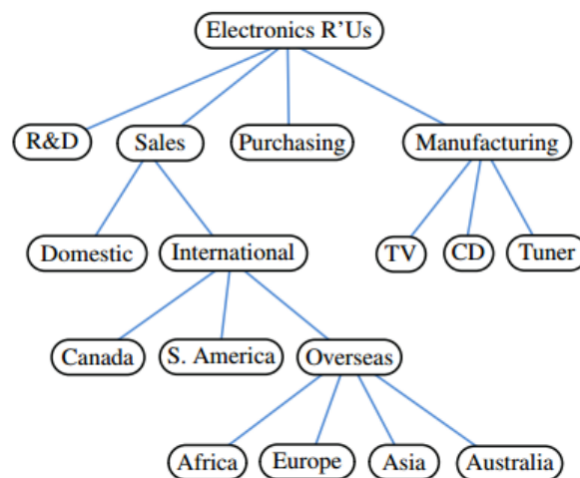 Electronics R'Us
R&D Sales Purchasing Manufacturing
Domestic International TV CD Tuner
Canada S. America Overseas
Africa Europe Asia Australia